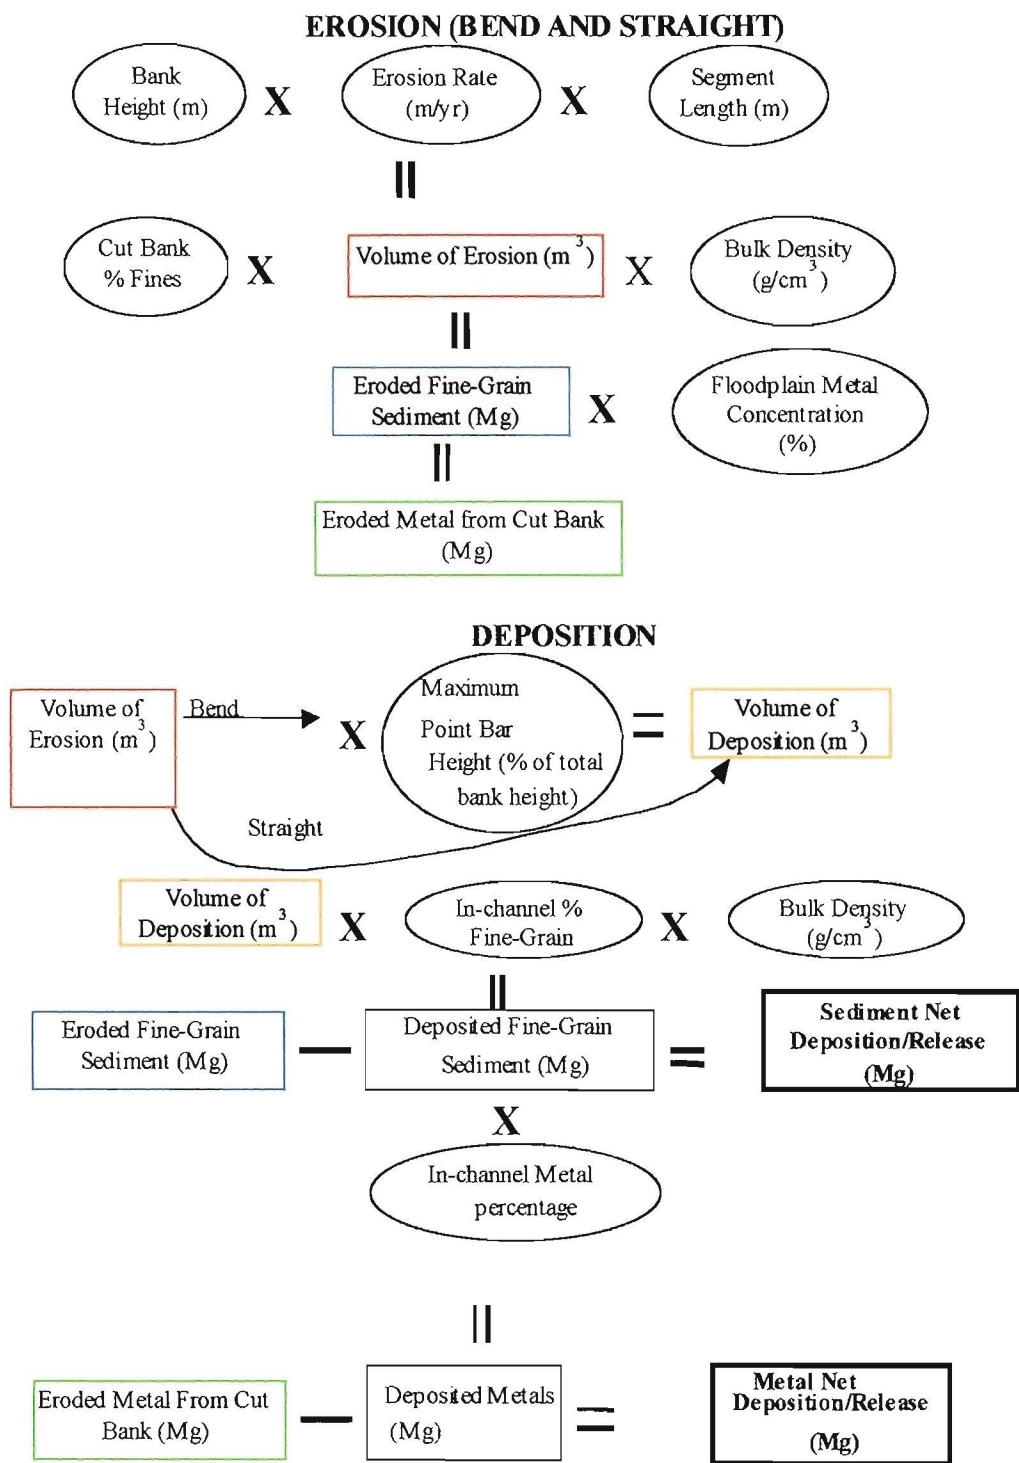 EROSION (BEND AND STRAIGHT)
Bank
Height (m)
X
Erosion Rate
(m/yr)
X
Segment
Length (m)
=
Cut Bank
% Fines
X
Volume of Erosion (m³)
X
Bulk Density
(g/cm³)
=
Eroded Fine-Grain
Sediment (Mg)
X
Floodplain Metal
Concentration
(%)
=
Eroded Metal from Cut Bank
(Mg)
DEPOSITION
Volume of
Erosion (m³)
Bend
X
Maximum
Point Bar
Height (% of total
bank height)
=
Volume of
Deposition (m³)
Straight
Volume of
Deposition (m³)
X
In-channel %
Fine-Grain
X
Bulk Density
(g/cm³)
=
Eroded Fine-Grain
Sediment (Mg)
—
Deposited Fine-Grain
Sediment (Mg)
=
Sediment Net
Deposition/Release
(Mg)
X
In-channel Metal
percentage
=
Eroded Metal From Cut
Bank (Mg)
—
Deposited Metals
(Mg)
=
Metal Net
Deposition/Release
(Mg)